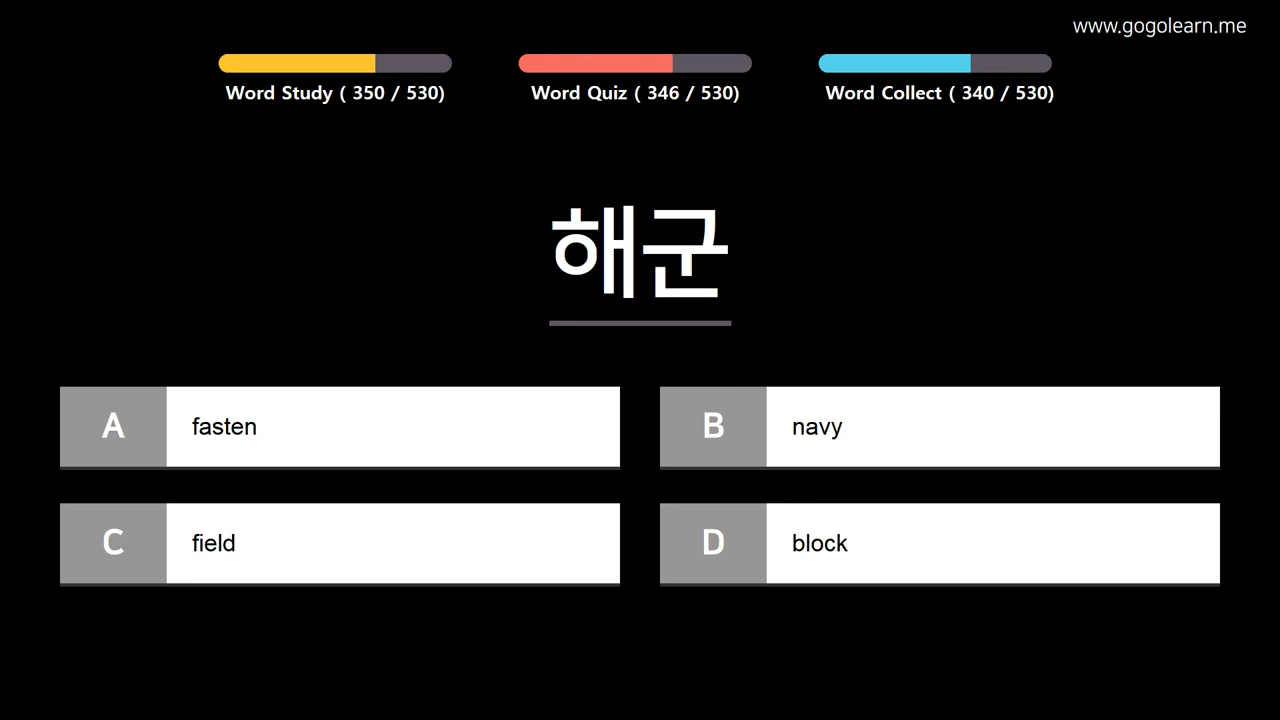 www.gogolearn.me
Word Study ( 350 / 530)
Word Quiz ( 346 / 530)
Word Collect ( 340 / 530)
해군
A fasten
B navy
C field
D block